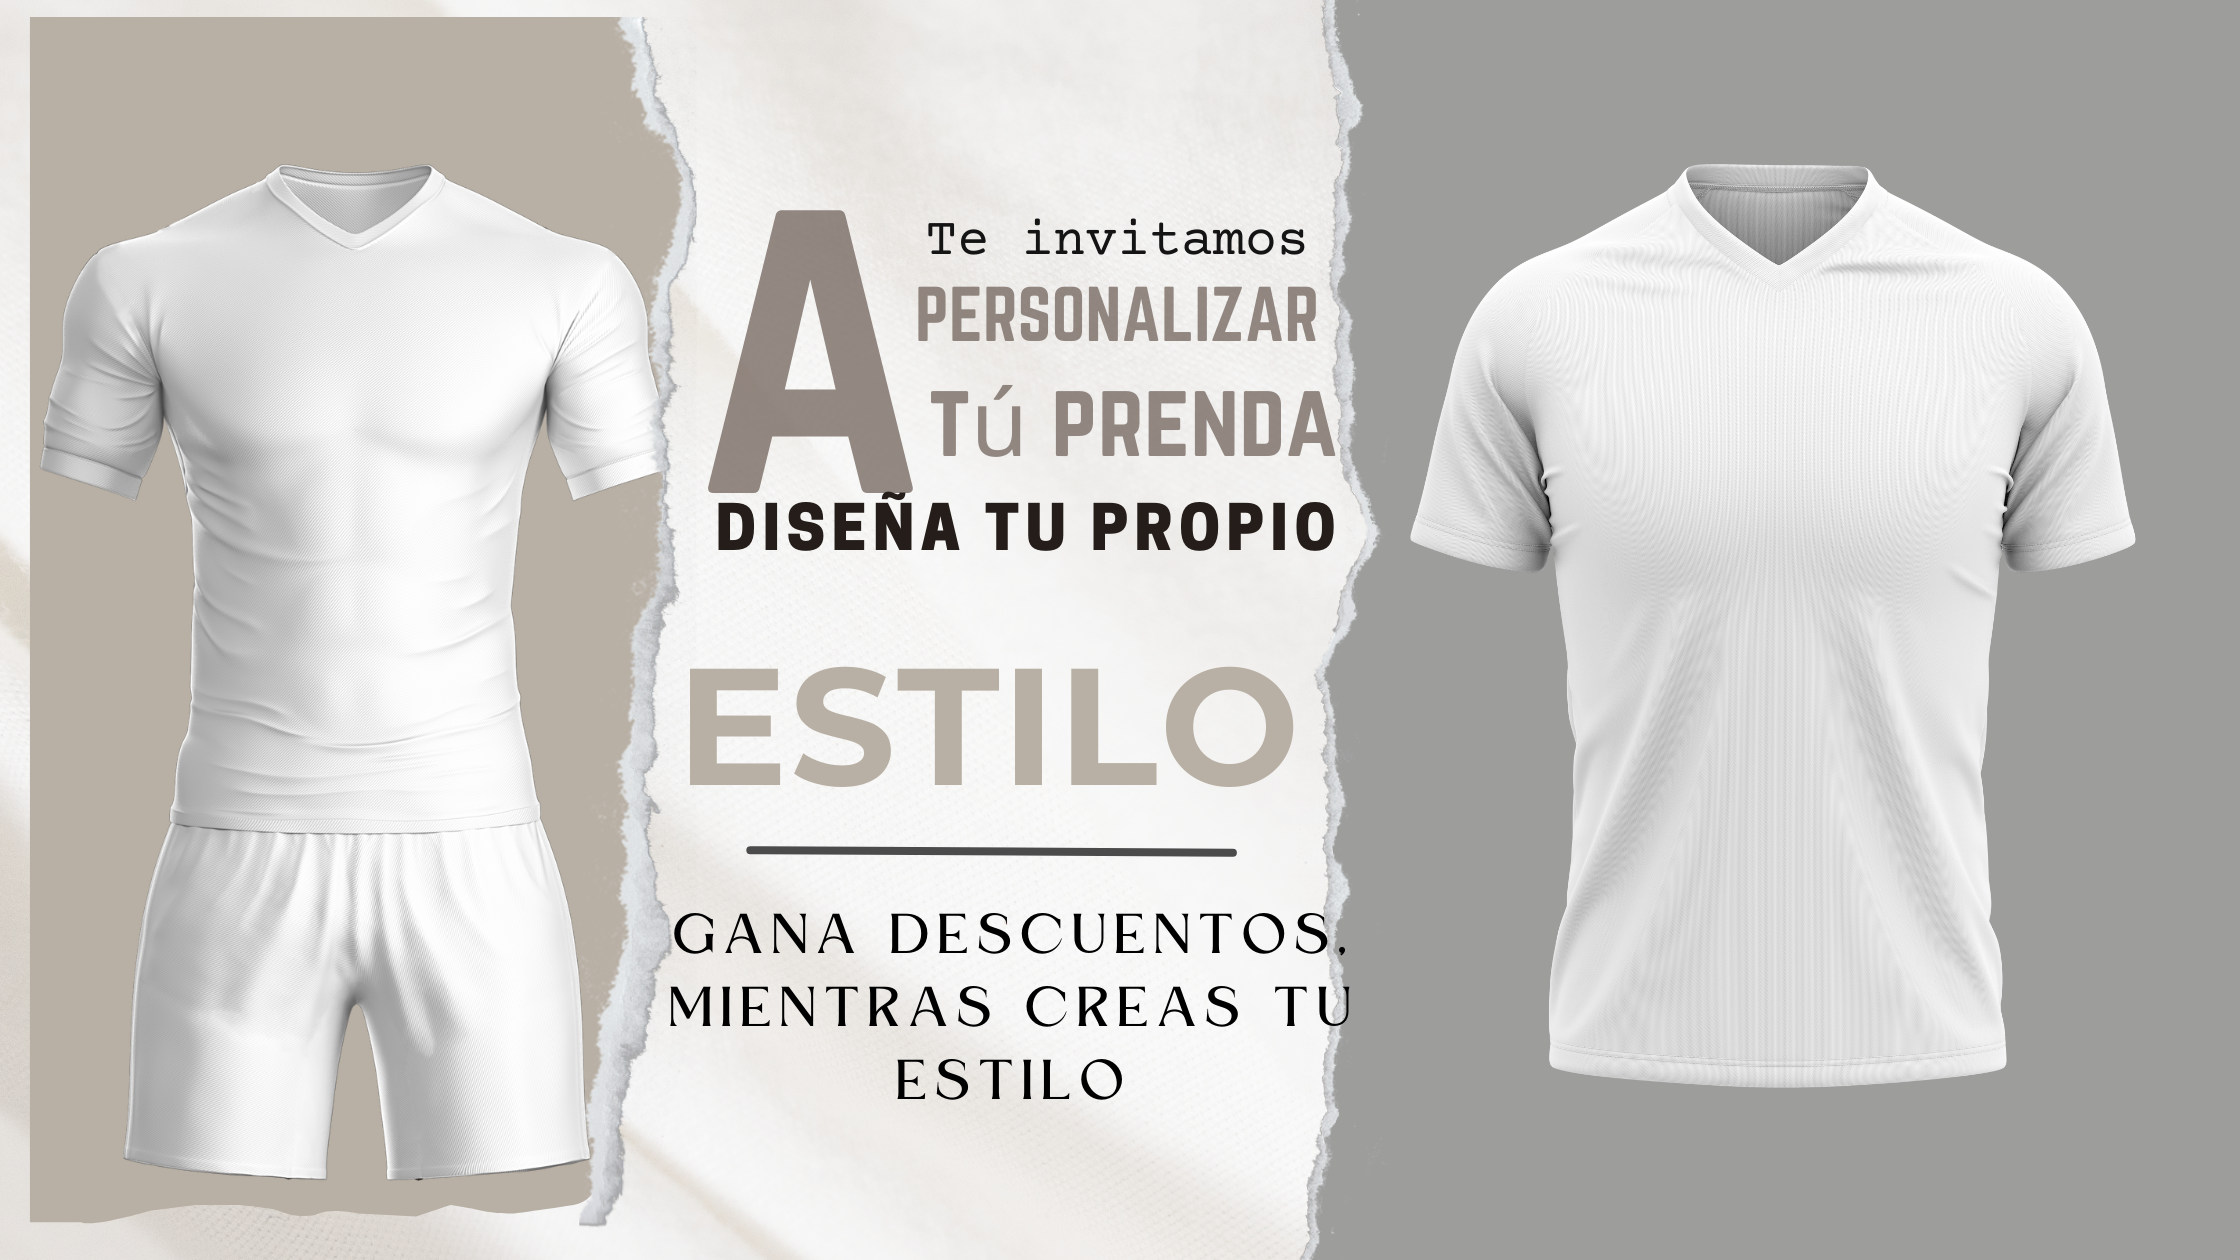 Te invitamos
A PERSONALIZAR
Tú PRENDA
DISEÑA TU PROPIO
ESTILO
GANA DESCUENTOS,
MIENTRAS CREAS TU
ESTILO